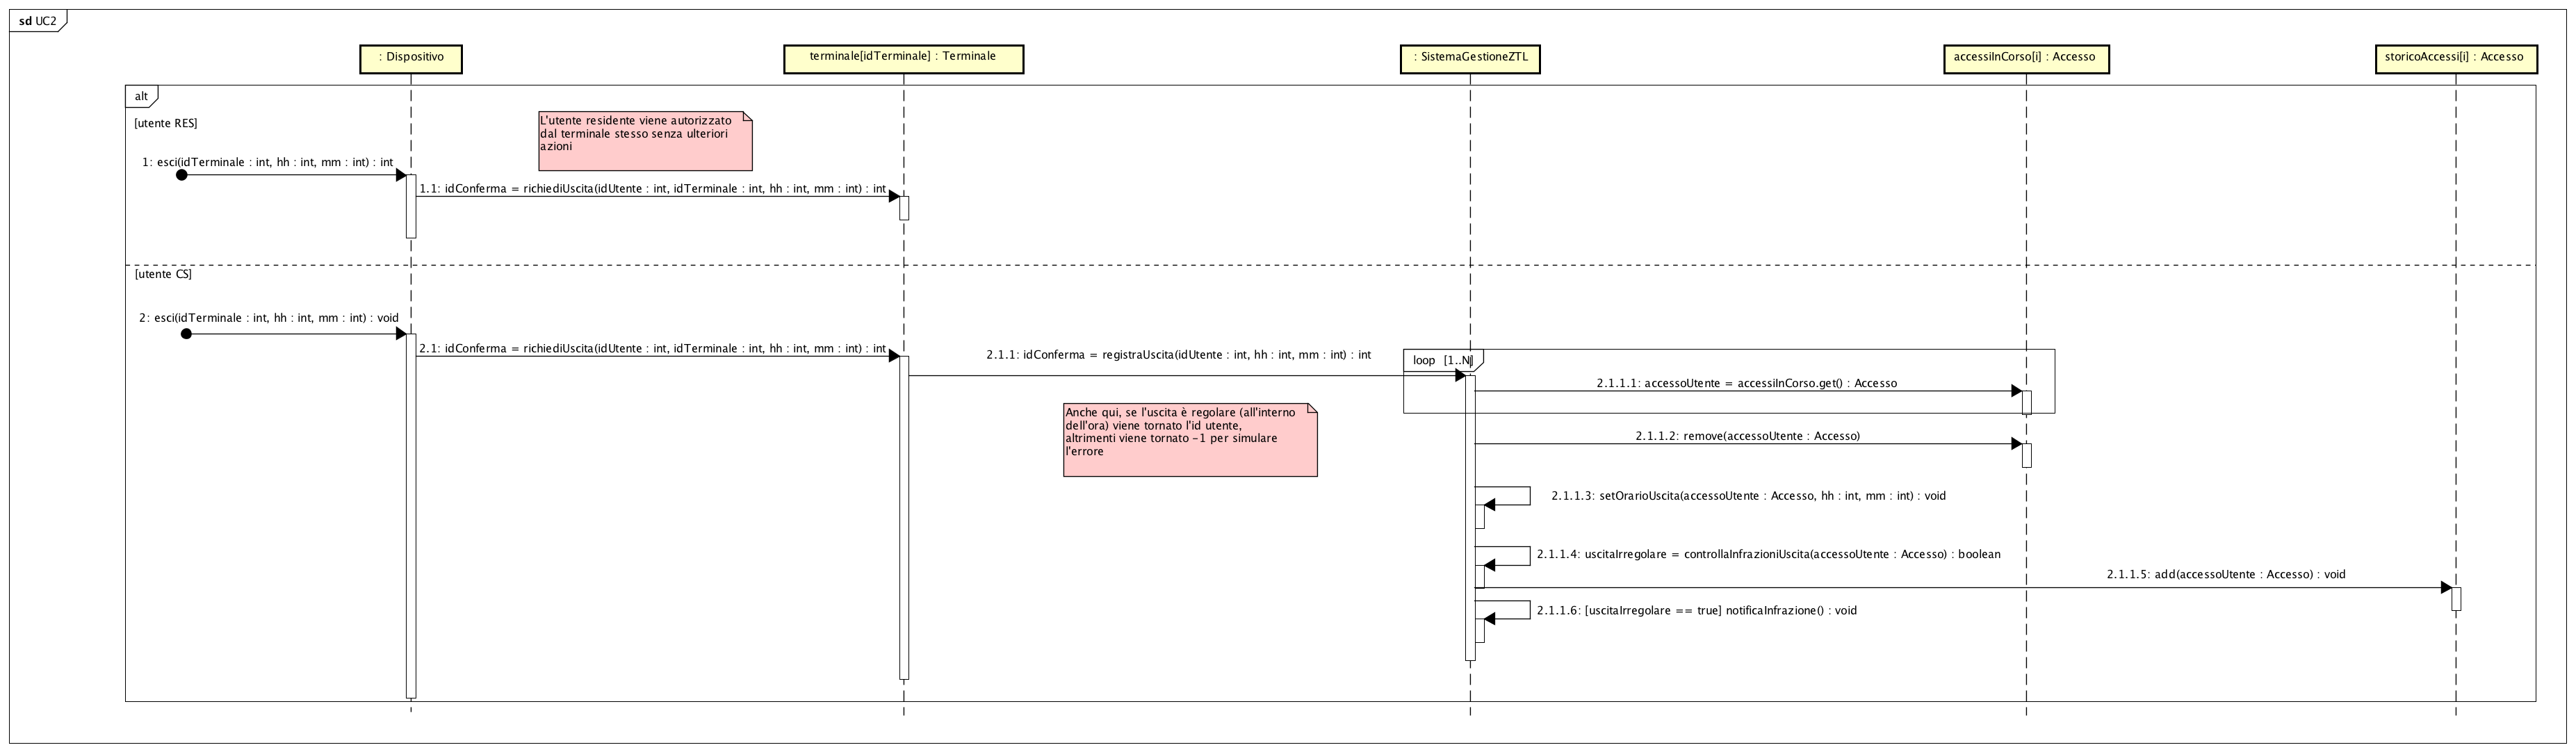 sd UC2
: Dispositivo
terminale[idTerminale] : Terminale
: SistemaGestioneZTL
accessiInCorso[i] : Accesso
storicoAccessi[i] : Accesso
alt
[utente RES]
L'utente residente viene autorizzato
dal terminale stesso senza ulteriori
azioni
1: esci(idTerminale : int, hh : int, mm : int) : int
1.1: idConferma = richiediUscita(idUtente : int, idTerminale : int, hh : int, mm : int) : int
[utente CS]
2: esci(idTerminale : int, hh : int, mm : int) : void
2.1: idConferma = richiediUscita(idUtente : int, idTerminale : int, hh : int, mm : int) : int
2.1.1: idConferma = registraUscita(idUtente : int, hh : int, mm : int) : int
loop [1..N]
2.1.1.1: accessoUtente = accessiInCorso.get() : Accesso
Anche qui, se l'uscita è regolare (all'interno
dell'ora) viene tornato l'id utente,
altrimenti viene tornato -1 per simulare
l'errore
2.1.1.2: remove(accessoUtente : Accesso)
2.1.1.3: setOrarioUscita(accessoUtente : Accesso, hh : int, mm : int) : void
2.1.1.4: uscitaIrregolare = controllaInfrazioniUscita(accessoUtente : Accesso) : boolean
2.1.1.5: add(accessoUtente : Accesso) : void
2.1.1.6: [uscitaIrregolare == true] notificaInfrazione() : void